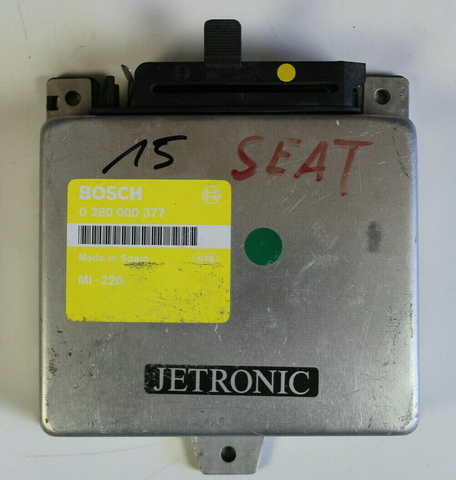 15 SEAT
BOSCH
0 280 000 377
Made in Spain
MI - 220
JETRONIC